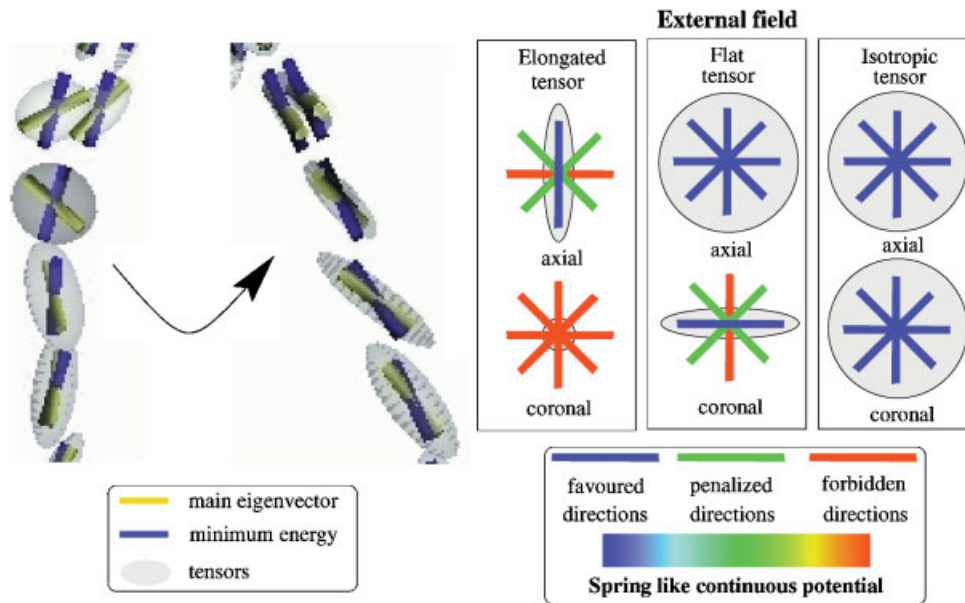 External field
Elongated
tensor
axial
coronal
Flat
tensor
axial
coronal
Isotropic
tensor
axial
coronal
main eigenvector
minimum energy
tensors
favoured
directions
penalized
directions
forbidden
directions
Spring like continuous potential